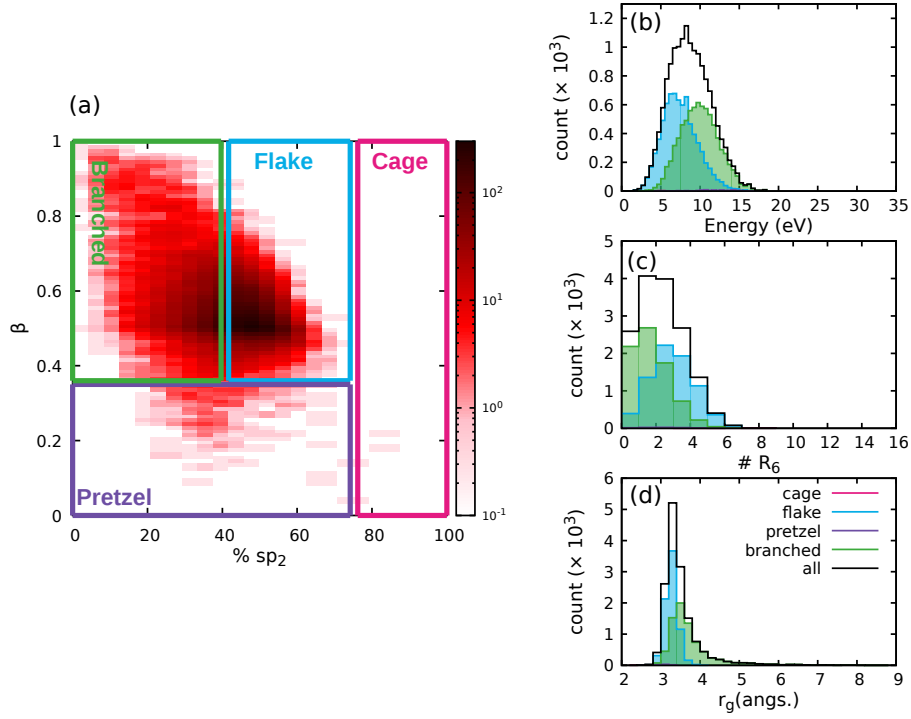 (a)
Branched
Flake
Cage
Pretzel
β
1
0.8
0.6
0.4
0.2
0
0 20 40 60 80 100
% sp2
10^2
10^1
10^0
10^-1
(b)
count (× 10^3)
1.2
1.0
0.9
0.6
0.3
0
0 5 10 15 20 25 30 35
Energy (eV)
(c)
count (× 10^3)
5
4
3
2
1
0
0 2 4 6 8 10 12 14 16
# R6
(d)
count (× 10^3)
6
5
4
3
2
1
0
cage
flake
pretzel
branched
all
2 3 4 5 6 7 8 9
rg(angs.)